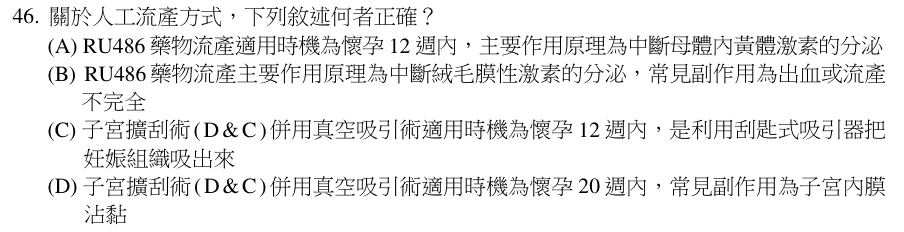 46. 關於人工流產方式，下列敘述何者正確？
(A) RU486 藥物流產適用時機為懷孕 12 週內，主要作用原理為中斷母體內黃體激素的分泌
(B) RU486 藥物流產主要作用原理為中斷絨毛膜性激素的分泌，常見副作用為出血或流產
不完全
(C) 子宮擴刮術(D&C)併用真空吸引術適用時機為懷孕 12 週內，是利用刮匙式吸引器把
妊娠組織吸出來
(D) 子宮擴刮術(D&C)併用真空吸引術適用時機為懷孕 20 週內，常見副作用為子宮內膜
沾黏